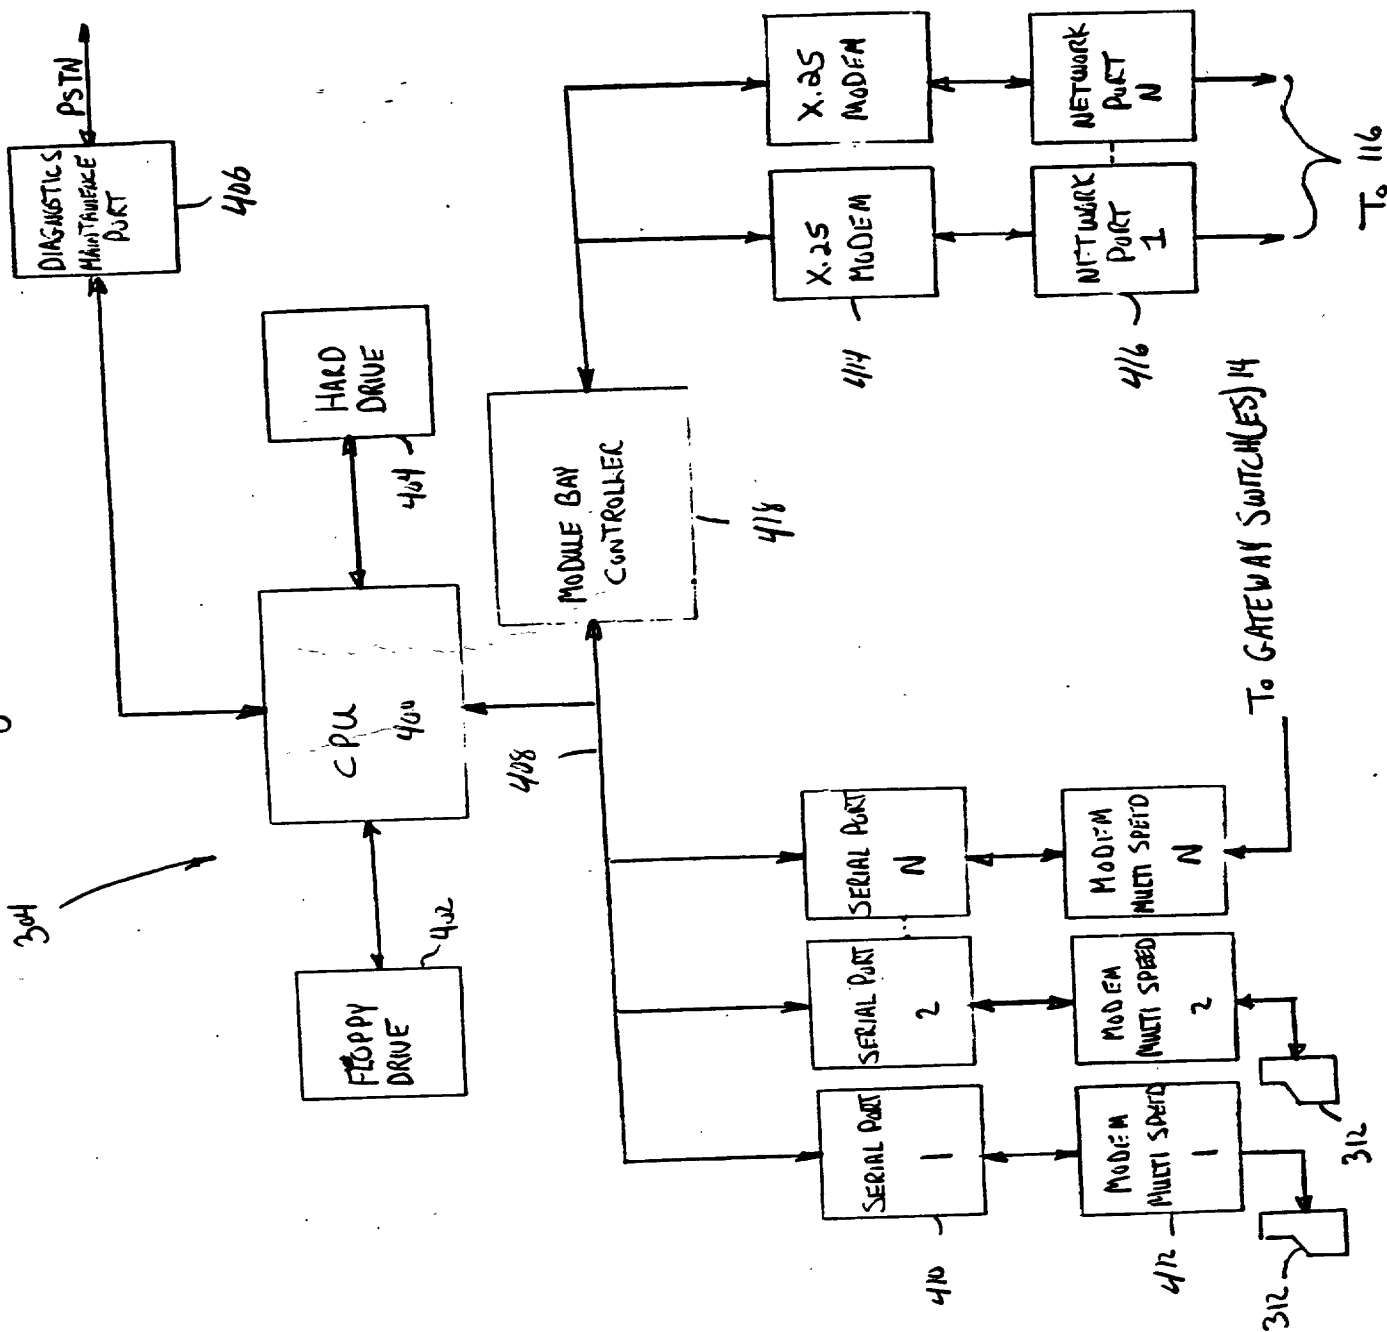 304
FLOPPY
DRIVE
402
CPU
400
HARD
DRIVE
404
DIAGNOSTICS
MAINTAINENCE
PORT
406
PSTN
408
MODULE BAY
CONTROLLER
418
SERIAL PORT
1
410
SERIAL PORT
2
SERIAL PORT
N
MODEM
MULTI SPEED
1
412
MODEM
MULTI SPEED
2
MODEM
MULTI SPEED
N
312
312
To GATEWAY SWITCH(ES) 14
X.25
MODEM
414
X.25
MODEM
NETWORK
PORT
1
416
NETWORK
PORT
N
To 116